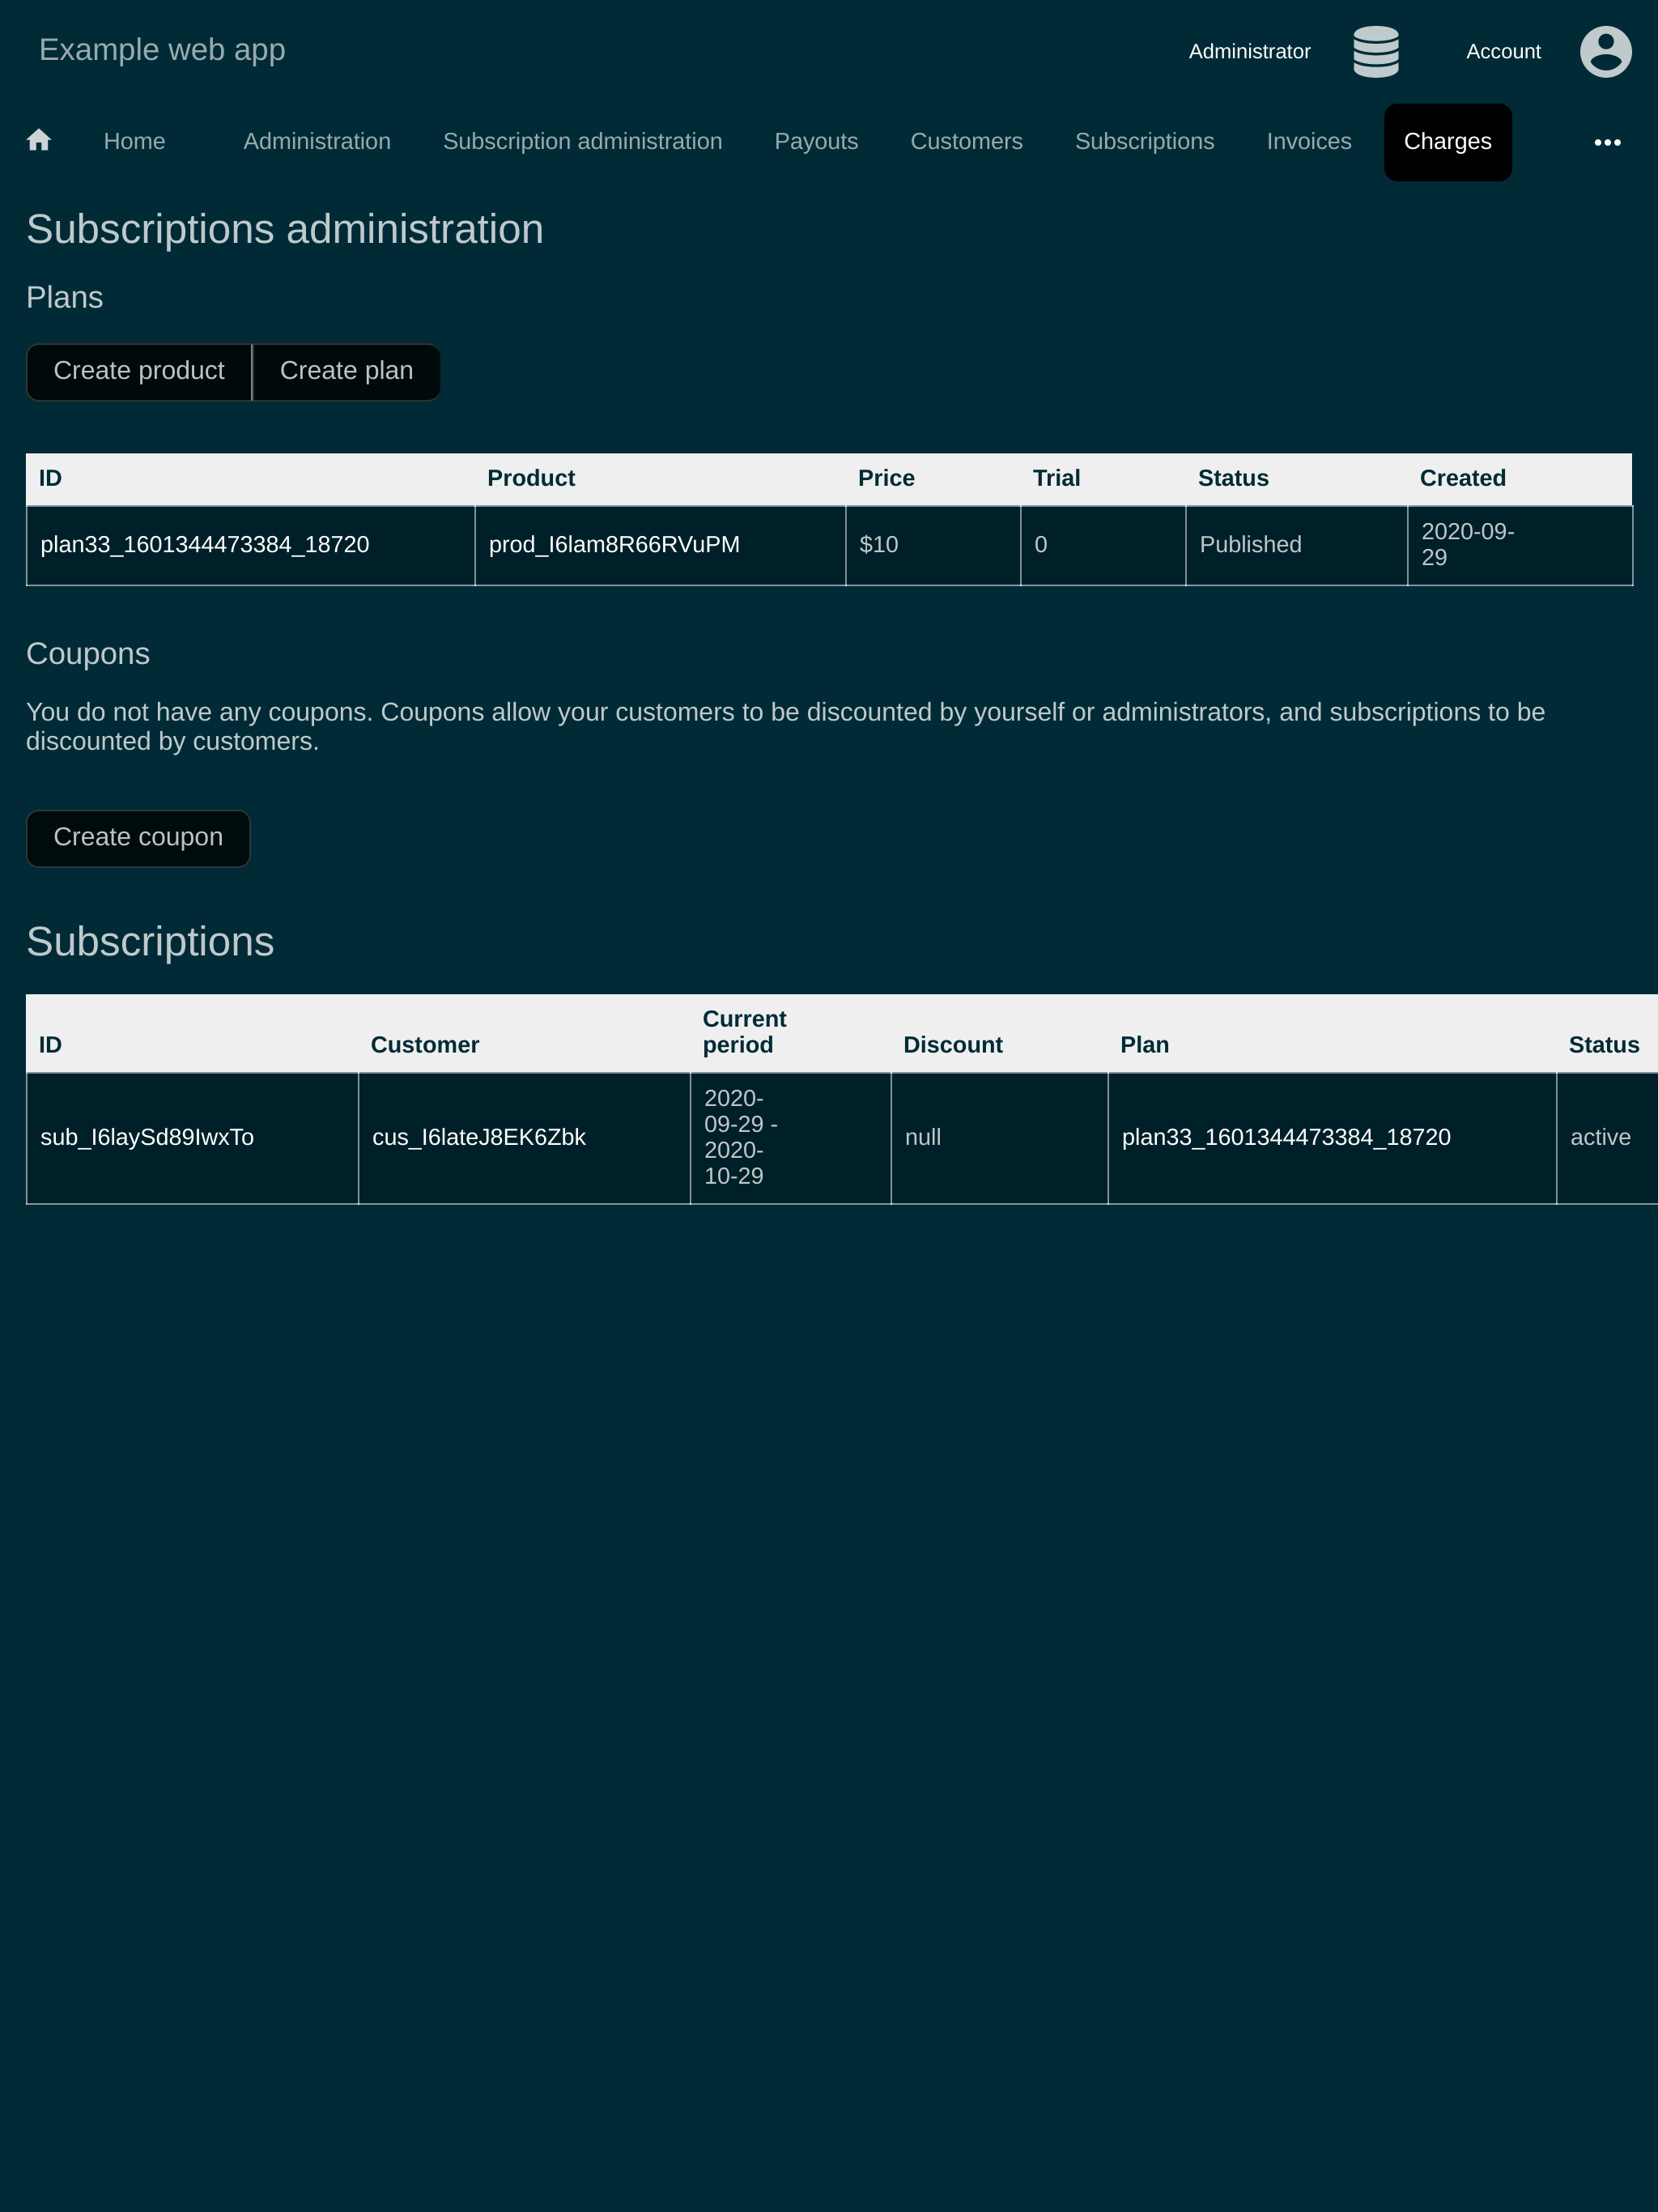 Example web app
Administrator
Account
Home
Administration
Subscription administration
Payouts
Customers
Subscriptions
Invoices
Charges
Subscriptions administration
Plans
Create product
Create plan
ID
Product
Price
Trial
Status
Created
plan33_1601344473384_18720
prod_I6lam8R66RVuPM
$10
0
Published
2020-09-
29
Coupons
You do not have any coupons. Coupons allow your customers to be discounted by yourself or administrators, and subscriptions to be
discounted by customers.
Create coupon
Subscriptions
ID
Customer
Current
period
Discount
Plan
Status
sub_I6laySd89IwxTo
cus_I6lateJ8EK6Zbk
2020-
09-29 -
2020-
10-29
null
plan33_1601344473384_18720
active